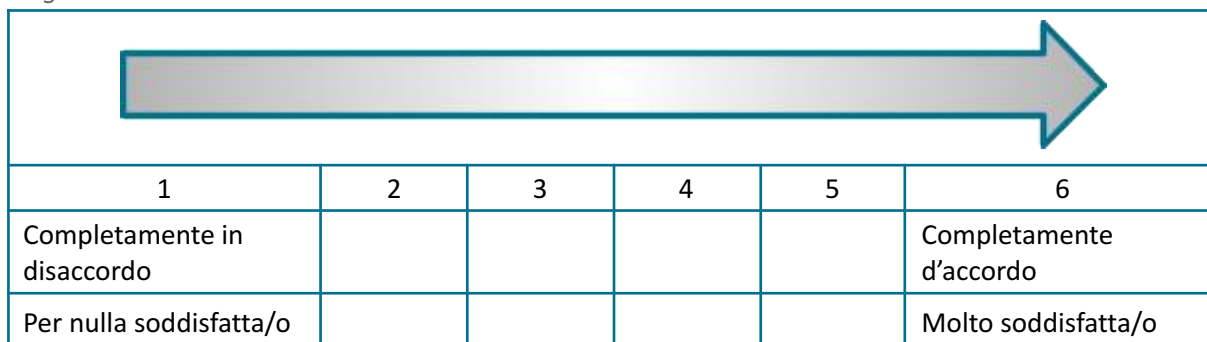 1 2 3 4 5 6
Completamente in
disaccordo
Completamente
d’accordo
Per nulla soddisfatta/o Molto soddisfatta/o